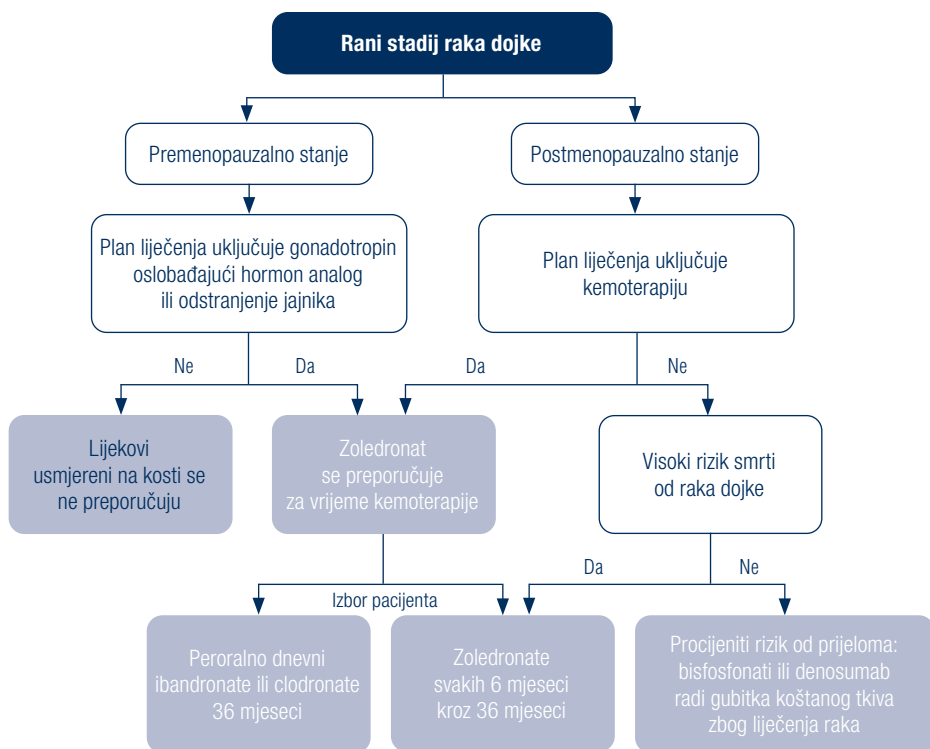 Rani stadij raka dojke
Premenopauzalno stanje
Postmenopauzalno stanje
Plan liječenja uključuje gonadotropin
oslobađajući hormon analog
ili odstranjenje jajnika
Plan liječenja uključuje
kemoterapiju
Ne
Da
Da
Ne
Lijekovi
usmjereni na kosti se
ne preporučuju
Zoledronat
se preporučuje
za vrijeme kemoterapije
Visoki rizik smrti
od raka dojke
Izbor pacijenta
Da
Ne
Peroralno dnevni
ibandronate ili clodronate
36 mjeseci
Zoledronate
svakih 6 mjeseci
kroz 36 mjeseci
Procijeniti rizik od prijeloma:
bisfosfonati ili denosumab
radi gubitka koštanog tkiva
zbog liječenja raka